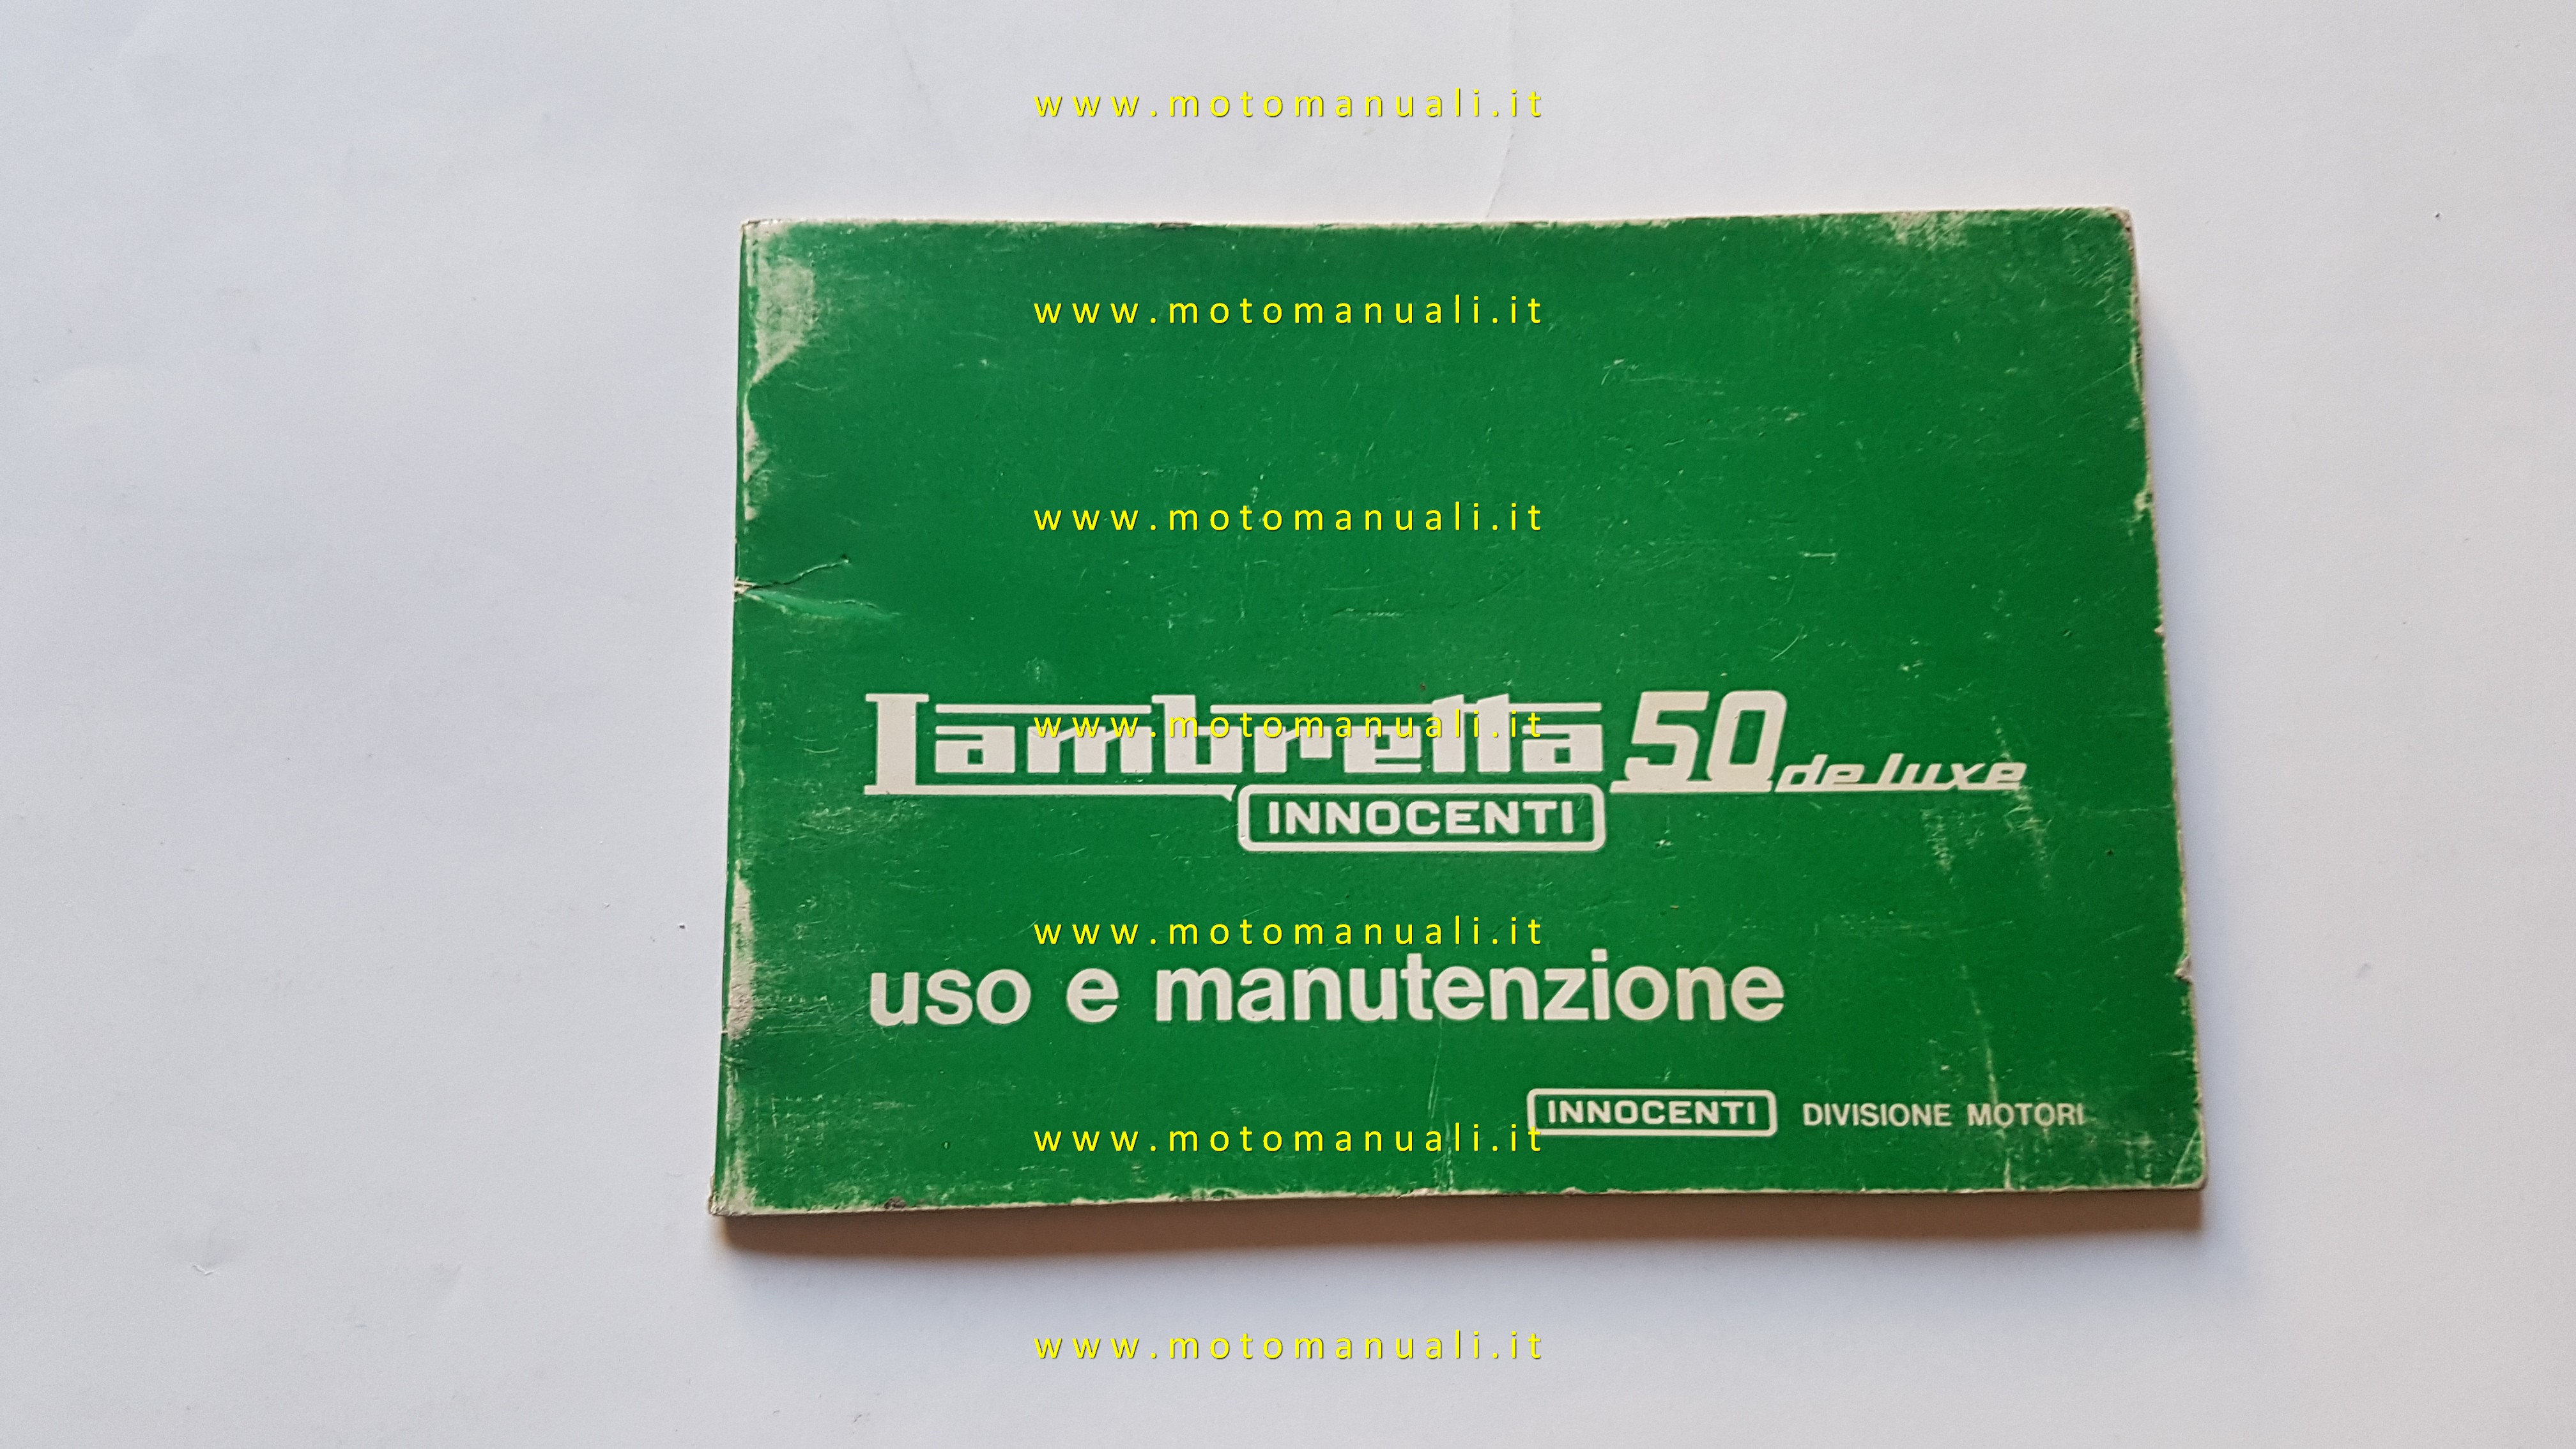 www.motomanuali.it
www.motomanuali.it
www.motomanuali.it
Lambretta 50 de luxe
www.motomanuali.it
INNOCENTI
www.motomanuali.it
uso e manutenzione
INNOCENTI DIVISIONE MOTORI
www.motomanuali.it
www.motomanuali.it